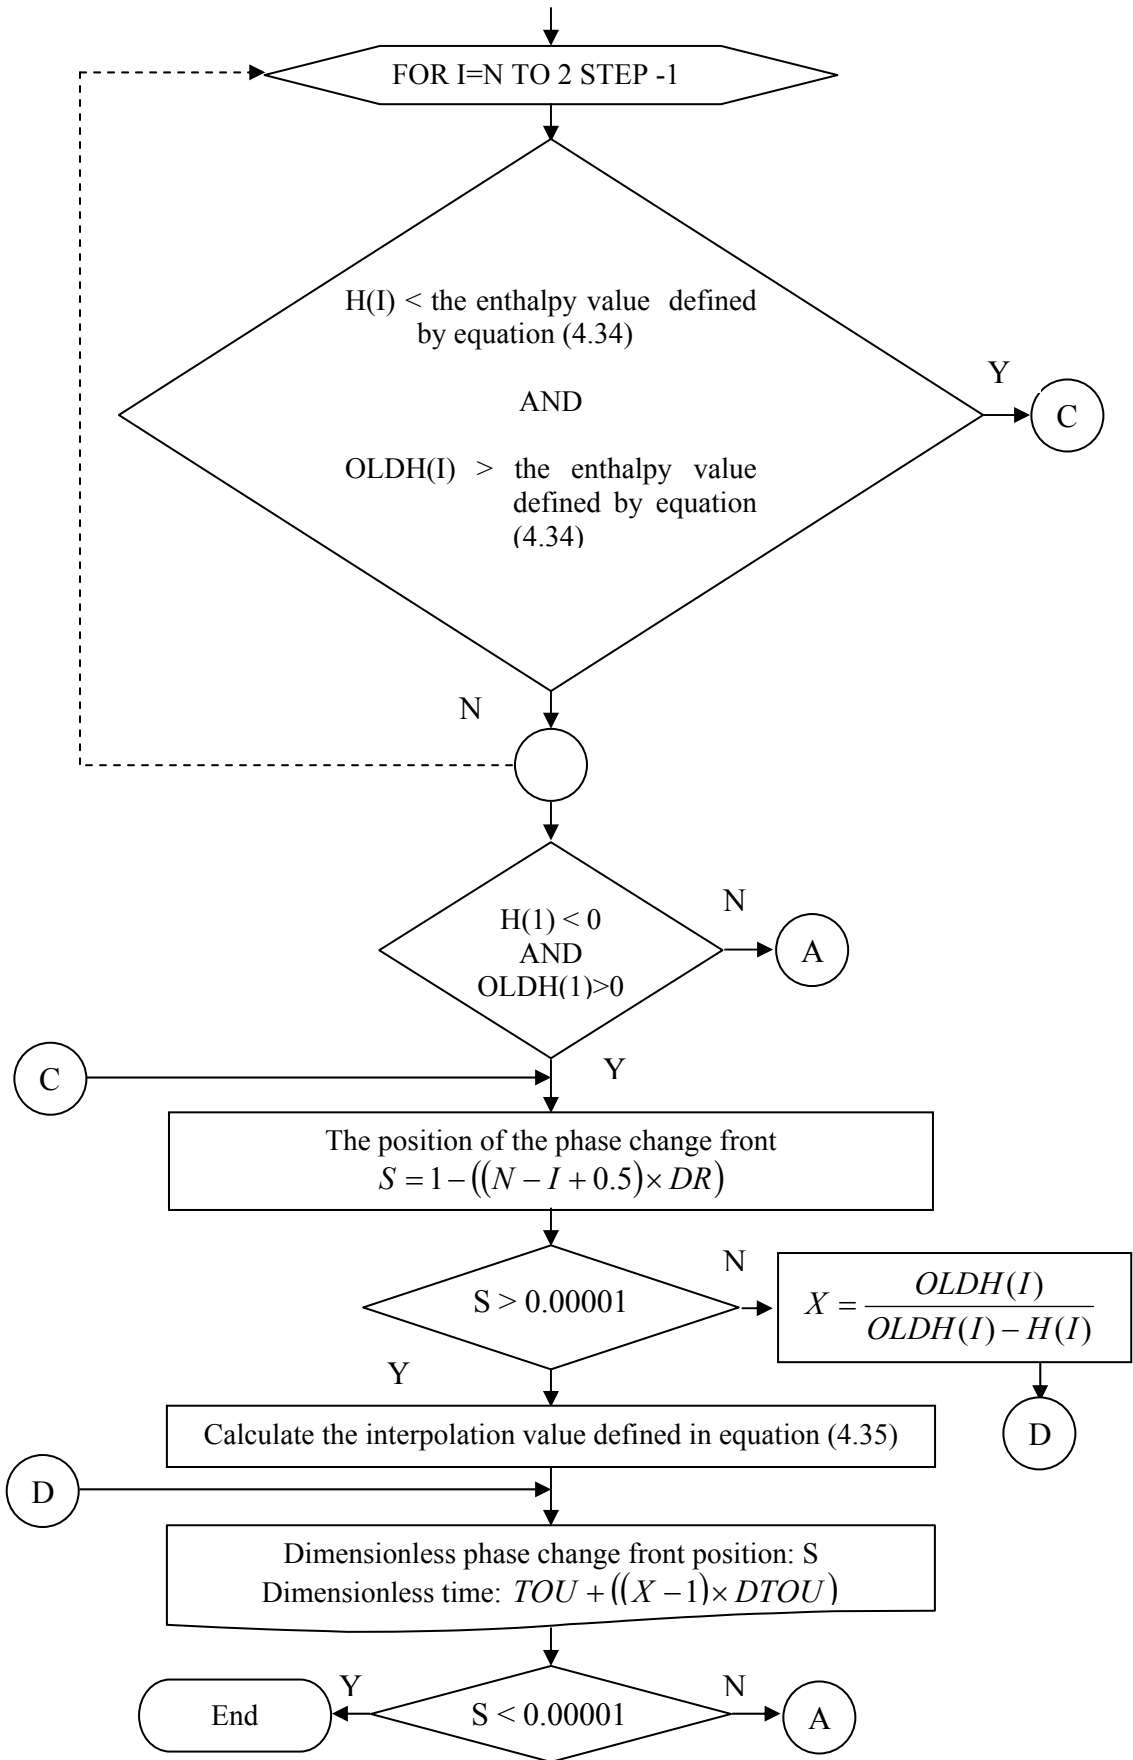 FOR I=N TO 2 STEP -1
H(I) < the enthalpy value defined
by equation (4.34)
AND
OLDH(I) > the enthalpy value
defined by equation
(4.34)
Y
C
N
H(1) < 0
AND
OLDH(1)>0
N
A
C
Y
The position of the phase change front
S = 1 − ((N − I + 0.5) × DR)
S > 0.00001
N
X = OLDH(I) / OLDH(I) − H(I)
Y
D
Calculate the interpolation value defined in equation (4.35)
D
Dimensionless phase change front position: S
Dimensionless time: TOU + ((X − 1) × DTOU)
Y
End
S < 0.00001
N
A